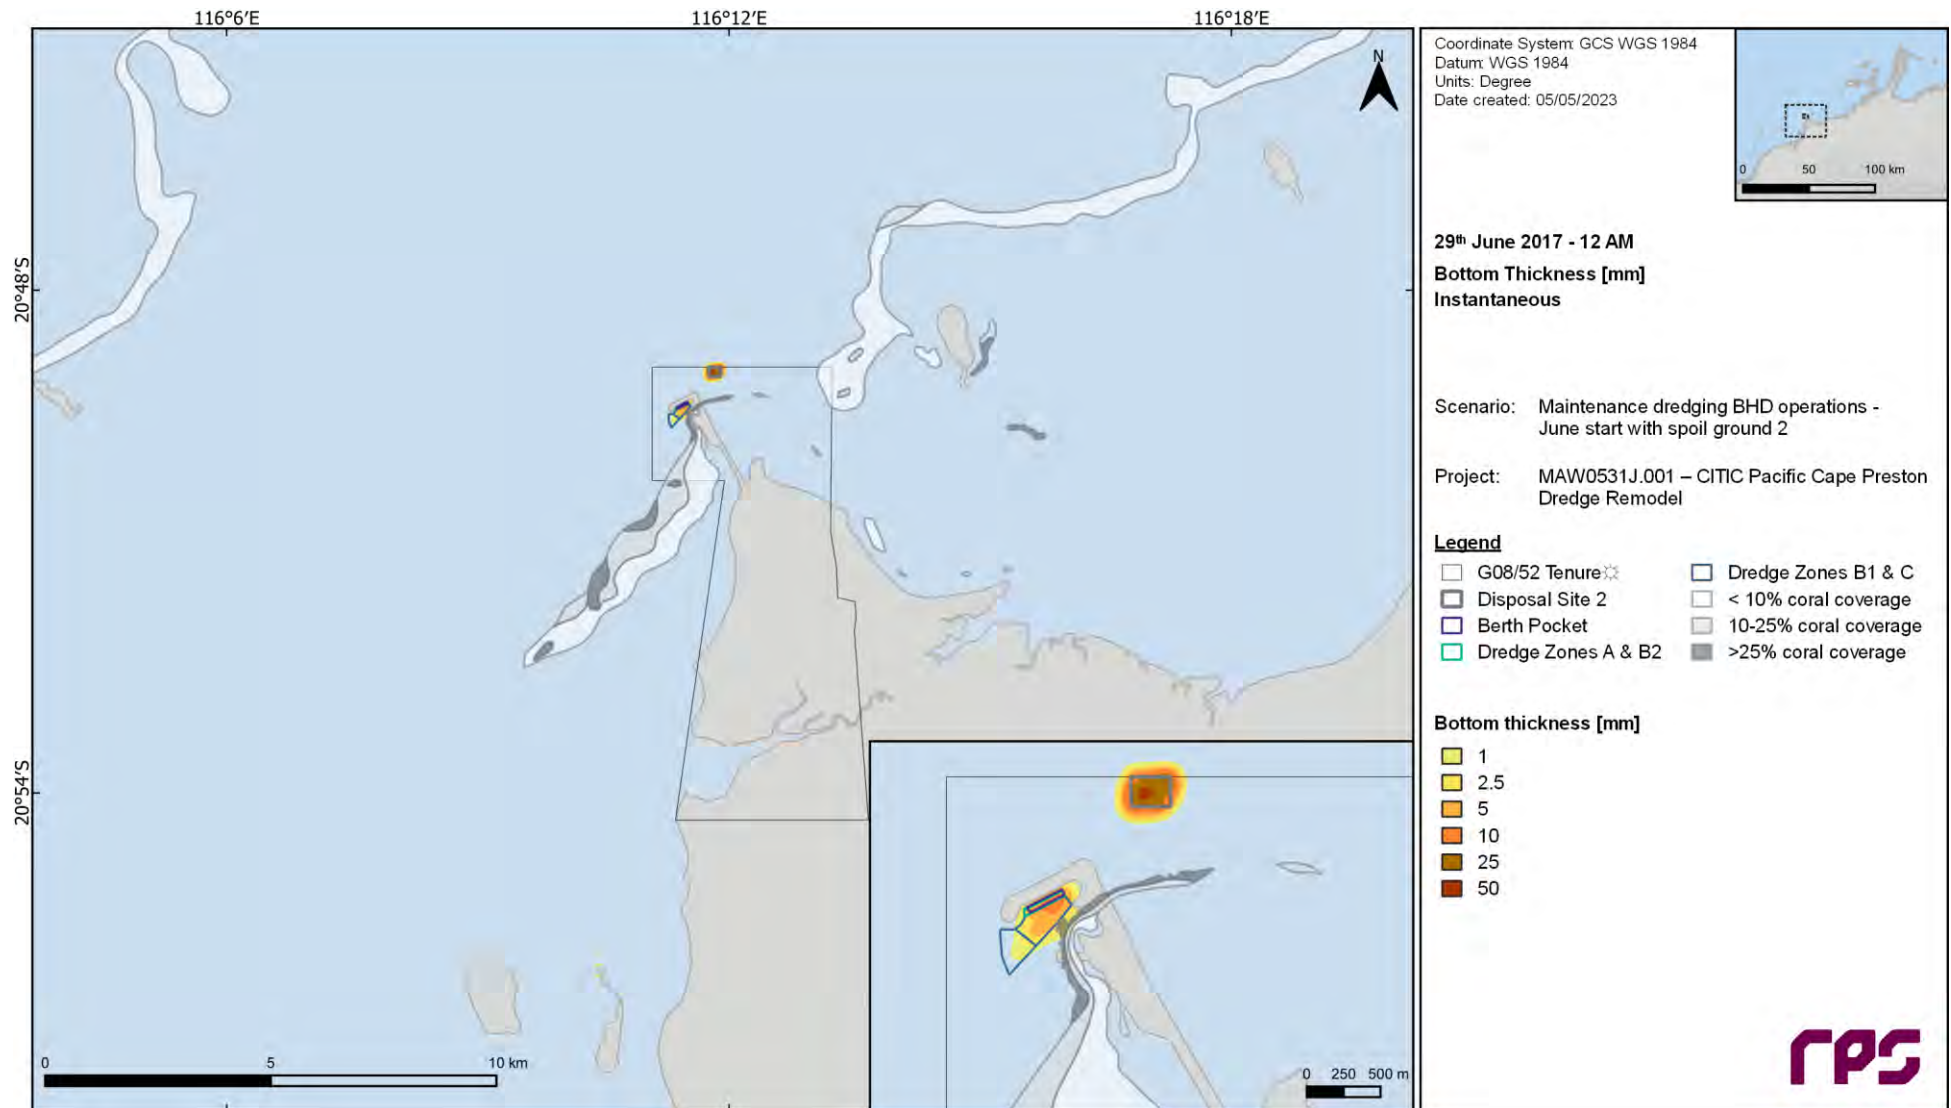 116°6'E
116°12'E
116°18'E
20°48'S
20°54'S
N
0 5 10 km
0 250 500 m
Coordinate System: GCS WGS 1984
Datum: WGS 1984
Units: Degree
Date created: 05/05/2023
0 50 100 km
29th June 2017 - 12 AM
Bottom Thickness [mm]
Instantaneous
Scenario: Maintenance dredging BHD operations -
June start with spoil ground 2
Project: MAW0531J.001 – CITIC Pacific Cape Preston
Dredge Remodel
Legend
G08/52 Tenure
Disposal Site 2
Berth Pocket
Dredge Zones A & B2
Dredge Zones B1 & C
< 10% coral coverage
10-25% coral coverage
>25% coral coverage
Bottom thickness [mm]
1
2.5
5
10
25
50
rps